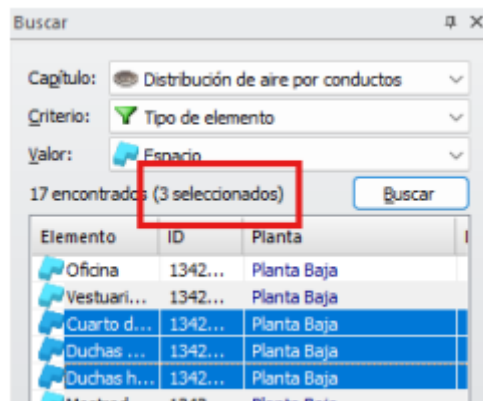 Buscar
Capítulo: Distribución de aire por conductos
Criterio: Tipo de elemento
Valor: Espacio
17 encontrados (3 seleccionados) Buscar
Elemento ID Planta
Oficina 1342... Planta Baja
Vestuari... 1342... Planta Baja
Cuarto d... 1342... Planta Baja
Duchas ... 1342... Planta Baja
Duchas h... 1342... Planta Baja